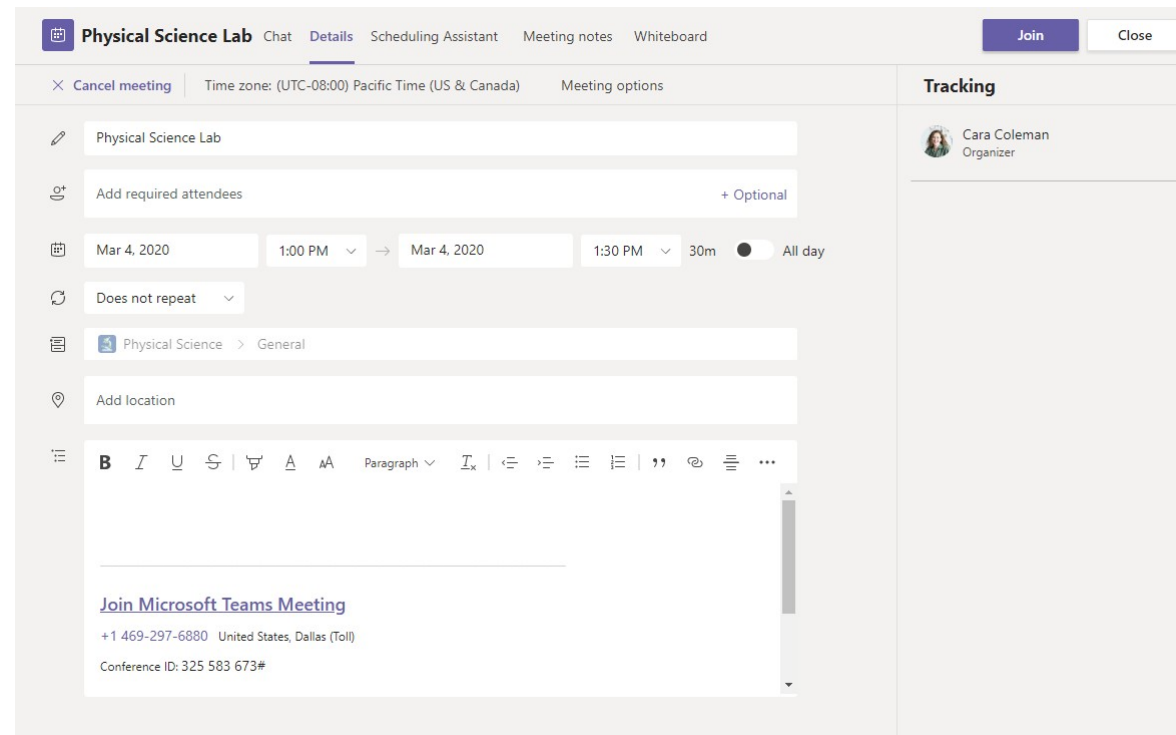 Physical Science Lab Chat Details Scheduling Assistant Meeting notes Whiteboard Join Close
Cancel meeting Time zone: (UTC-08:00) Pacific Time (US & Canada) Meeting options
Tracking
Physical Science Lab
Cara Coleman
Organizer
Add required attendees + Optional
Mar 4, 2020 1:00 PM → Mar 4, 2020 1:30 PM 30m All day
Does not repeat
Physical Science > General
Add location
B I U S A AA Paragraph Tx
Join Microsoft Teams Meeting
+1 469-297-6880 United States, Dallas (Toll)
Conference ID: 325 583 673#